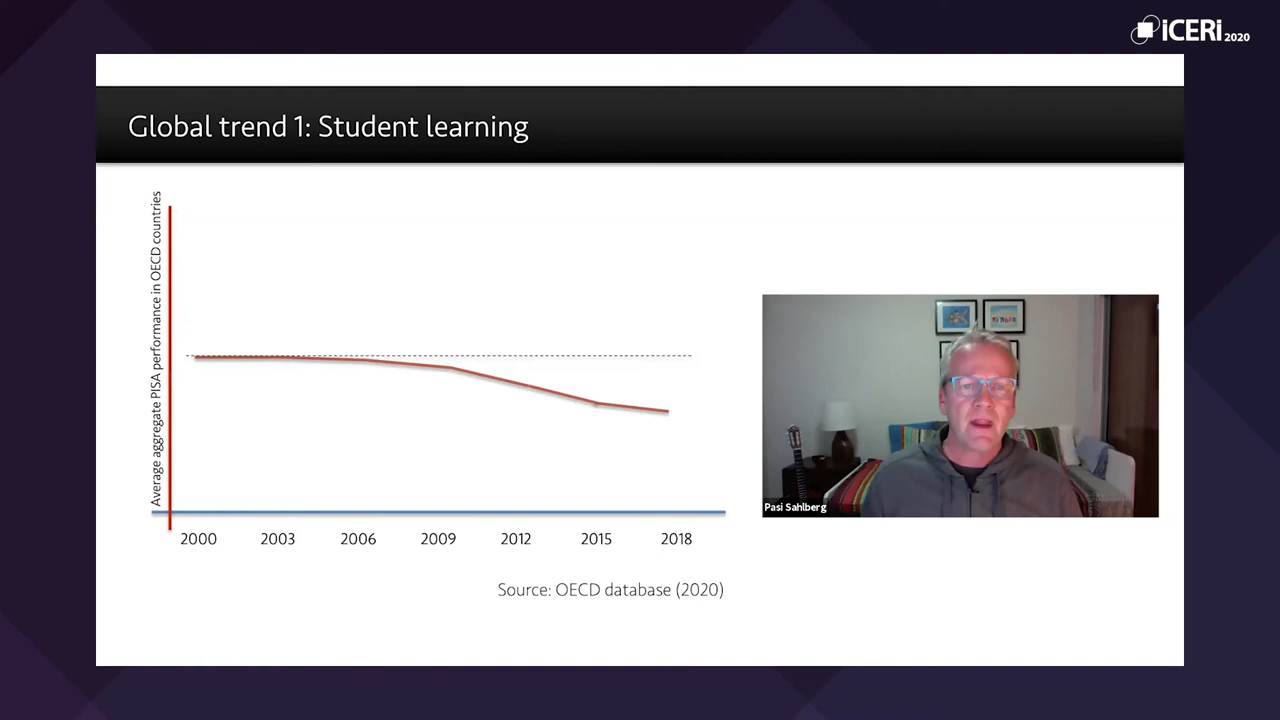 iCERi 2020
Global trend 1: Student learning
Average aggregate PISA performance in OECD countries
2000 2003 2006 2009 2012 2015 2018
Source: OECD database (2020)
Pasi Sahlberg